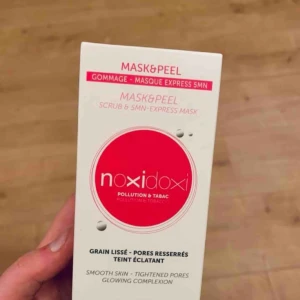 MASK&PEEL
GOMMAGE - MASQUE EXPRESS 5MN
MASK&PEEL
SCRUB & 5MN-EXPRESS MASK
noxidoxi
POLLUTION & TABAC
GRAIN LISSÉ - PORES RESSERRÉS
TEINT ÉCLATANT
SMOOTH SKIN - TIGHTENED PORES
GLOWING COMPLEXION